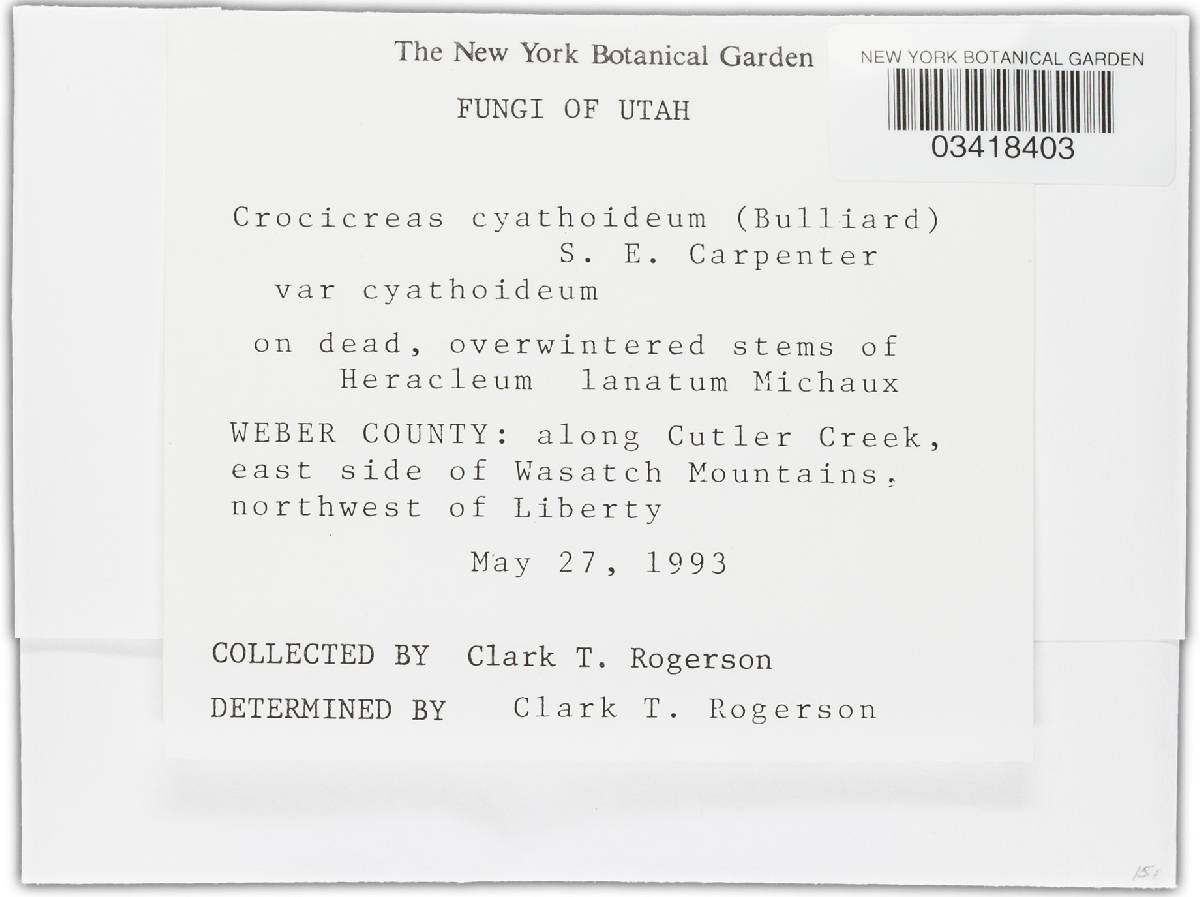 The New York Botanical Garden
FUNGI OF UTAH
NEW YORK BOTANICAL GARDEN
03418403
Crocicreas cyathoideum (Bulliard)
S. E. Carpenter
var cyathoideum
on dead, overwintered stems of
Heracleum lanatum Michaux
WEBER COUNTY: along Cutler Creek,
east side of Wasatch Mountains,
northwest of Liberty
May 27, 1993
COLLECTED BY Clark T. Rogerson
DETERMINED BY Clark T. Rogerson